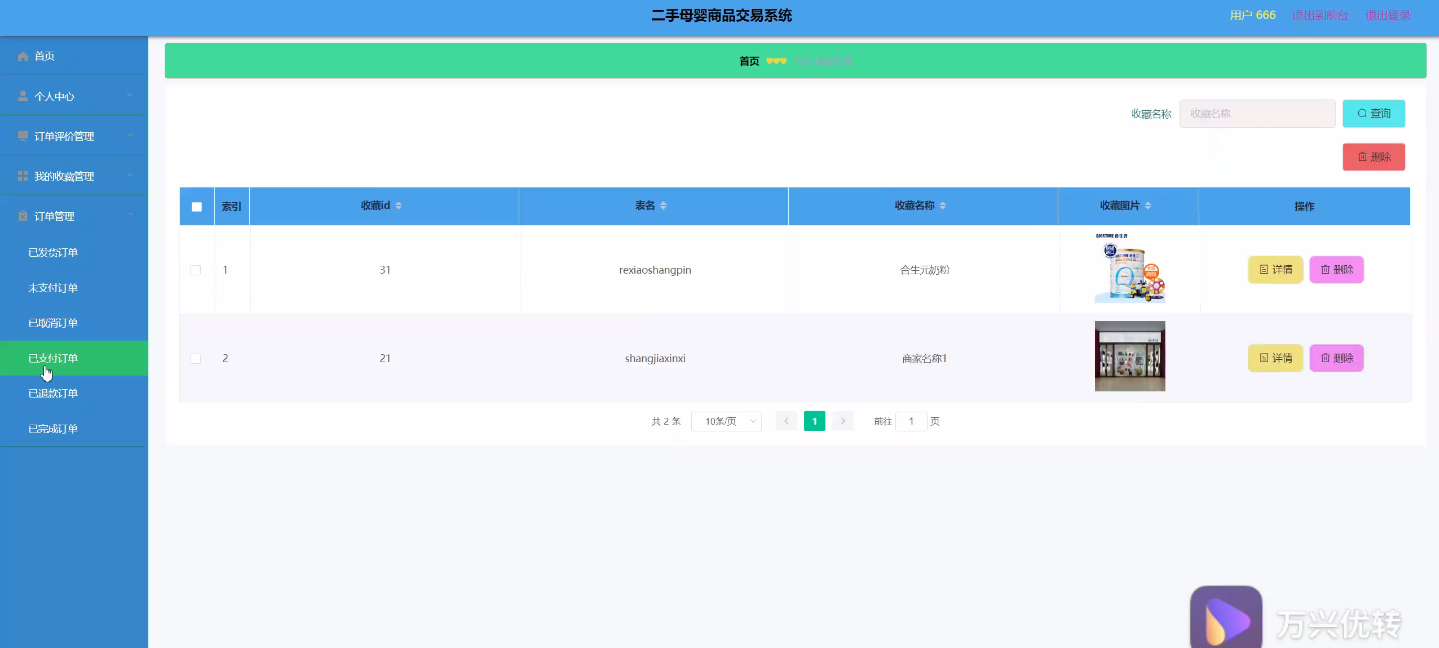 二手母婴商品交易系统
用户 666 退出到前台 退出登录
首页
个人中心
订单评价管理
我的收藏管理
订单管理
已发货订单
未支付订单
已取消订单
已支付订单
已退款订单
已完成订单
首页
收藏名称 收藏名称 查询
删除
索引 收藏id 表名 收藏名称 收藏图片 操作
1 31 rexiaoshangpin 合生元奶粉 详情 删除
2 21 shangjiaxinxi 商家名称1 详情 删除
共 2 条 10条/页 1 前往 1 页
万兴优转